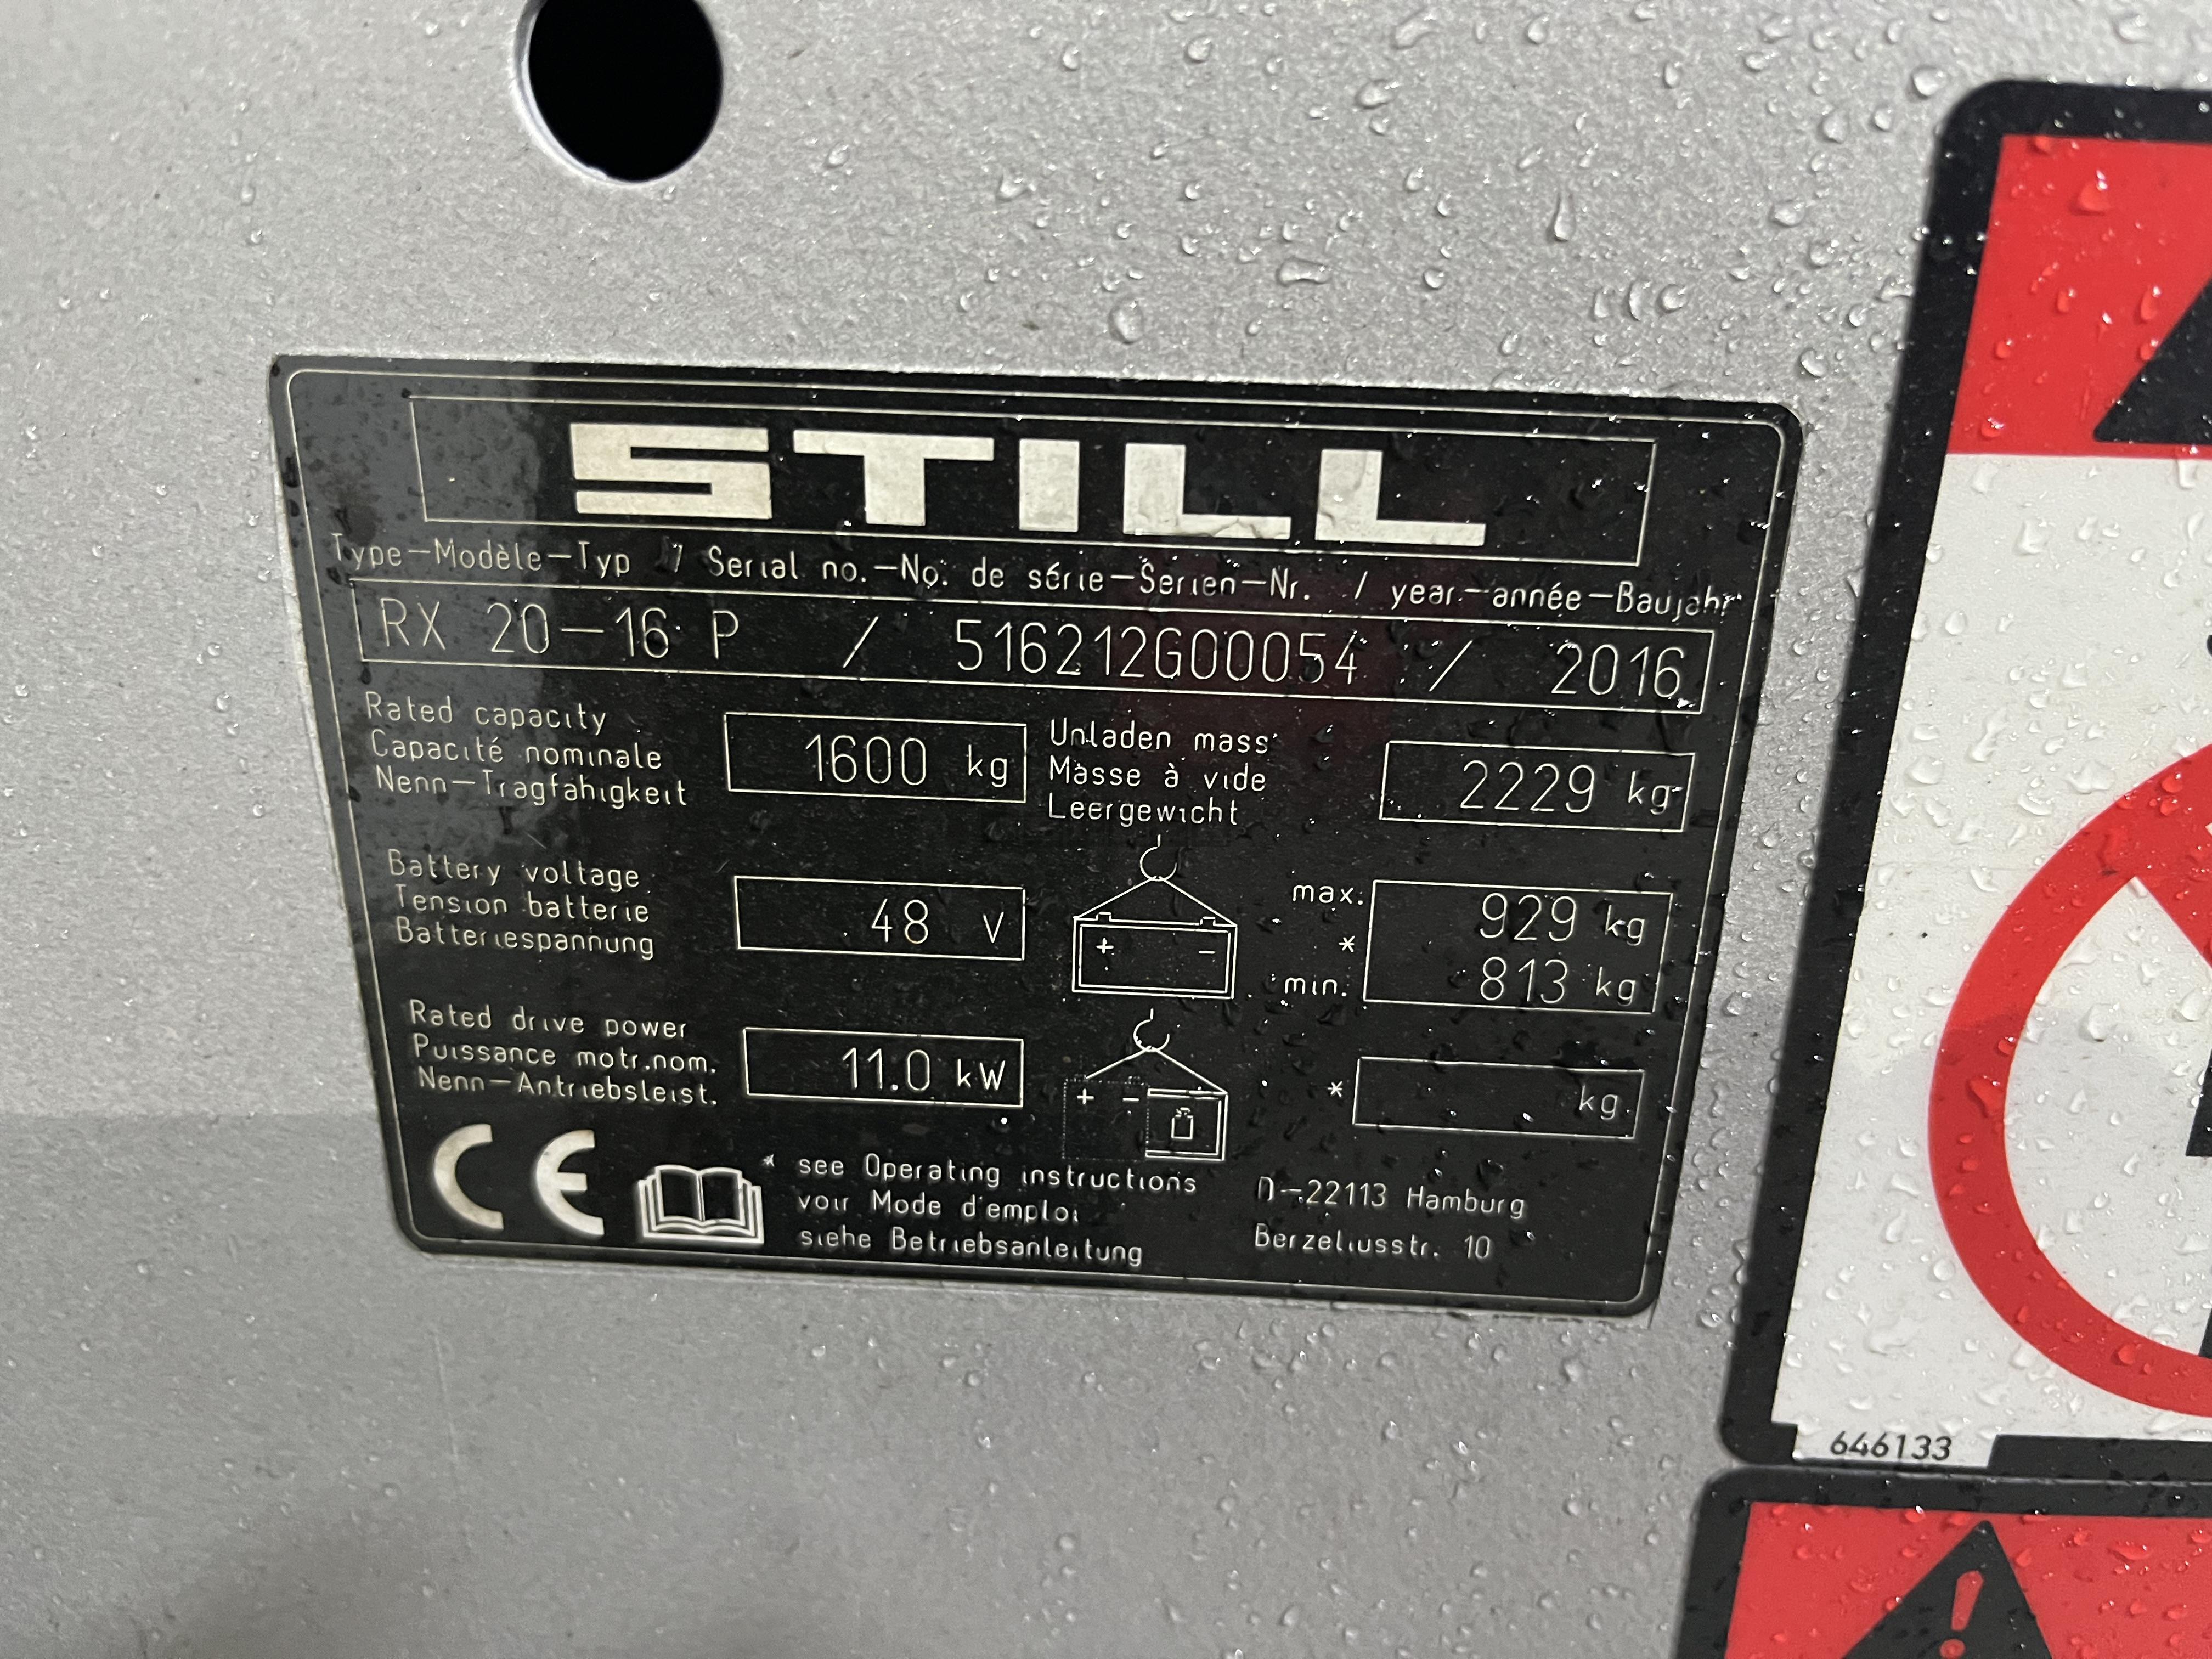 STILL
Type-Modèle-Typ / Serial no.-No. de série-Serien-Nr. / year-année-Baujahr
RX 20-16 P / 516212G00054 / 2016
Rated capacity
Capacité nominale
Nenn-Tragfähigkeit
1600 kg
Unladen mass
Masse à vide
Leergewicht
2229 kg
Battery voltage
Tension batterie
Batteriespannung
48 V
+ -
max. 929 kg
*
min. 813 kg
Rated drive power
Puissance motr.nom.
Nenn-Antriebsleist.
11.0 kW
+ -
* kg
CE
* see Operating instructions
voir Mode d'emploi
siehe Betriebsanleitung
D-22113 Hamburg
Berzeliusstr. 10
646133